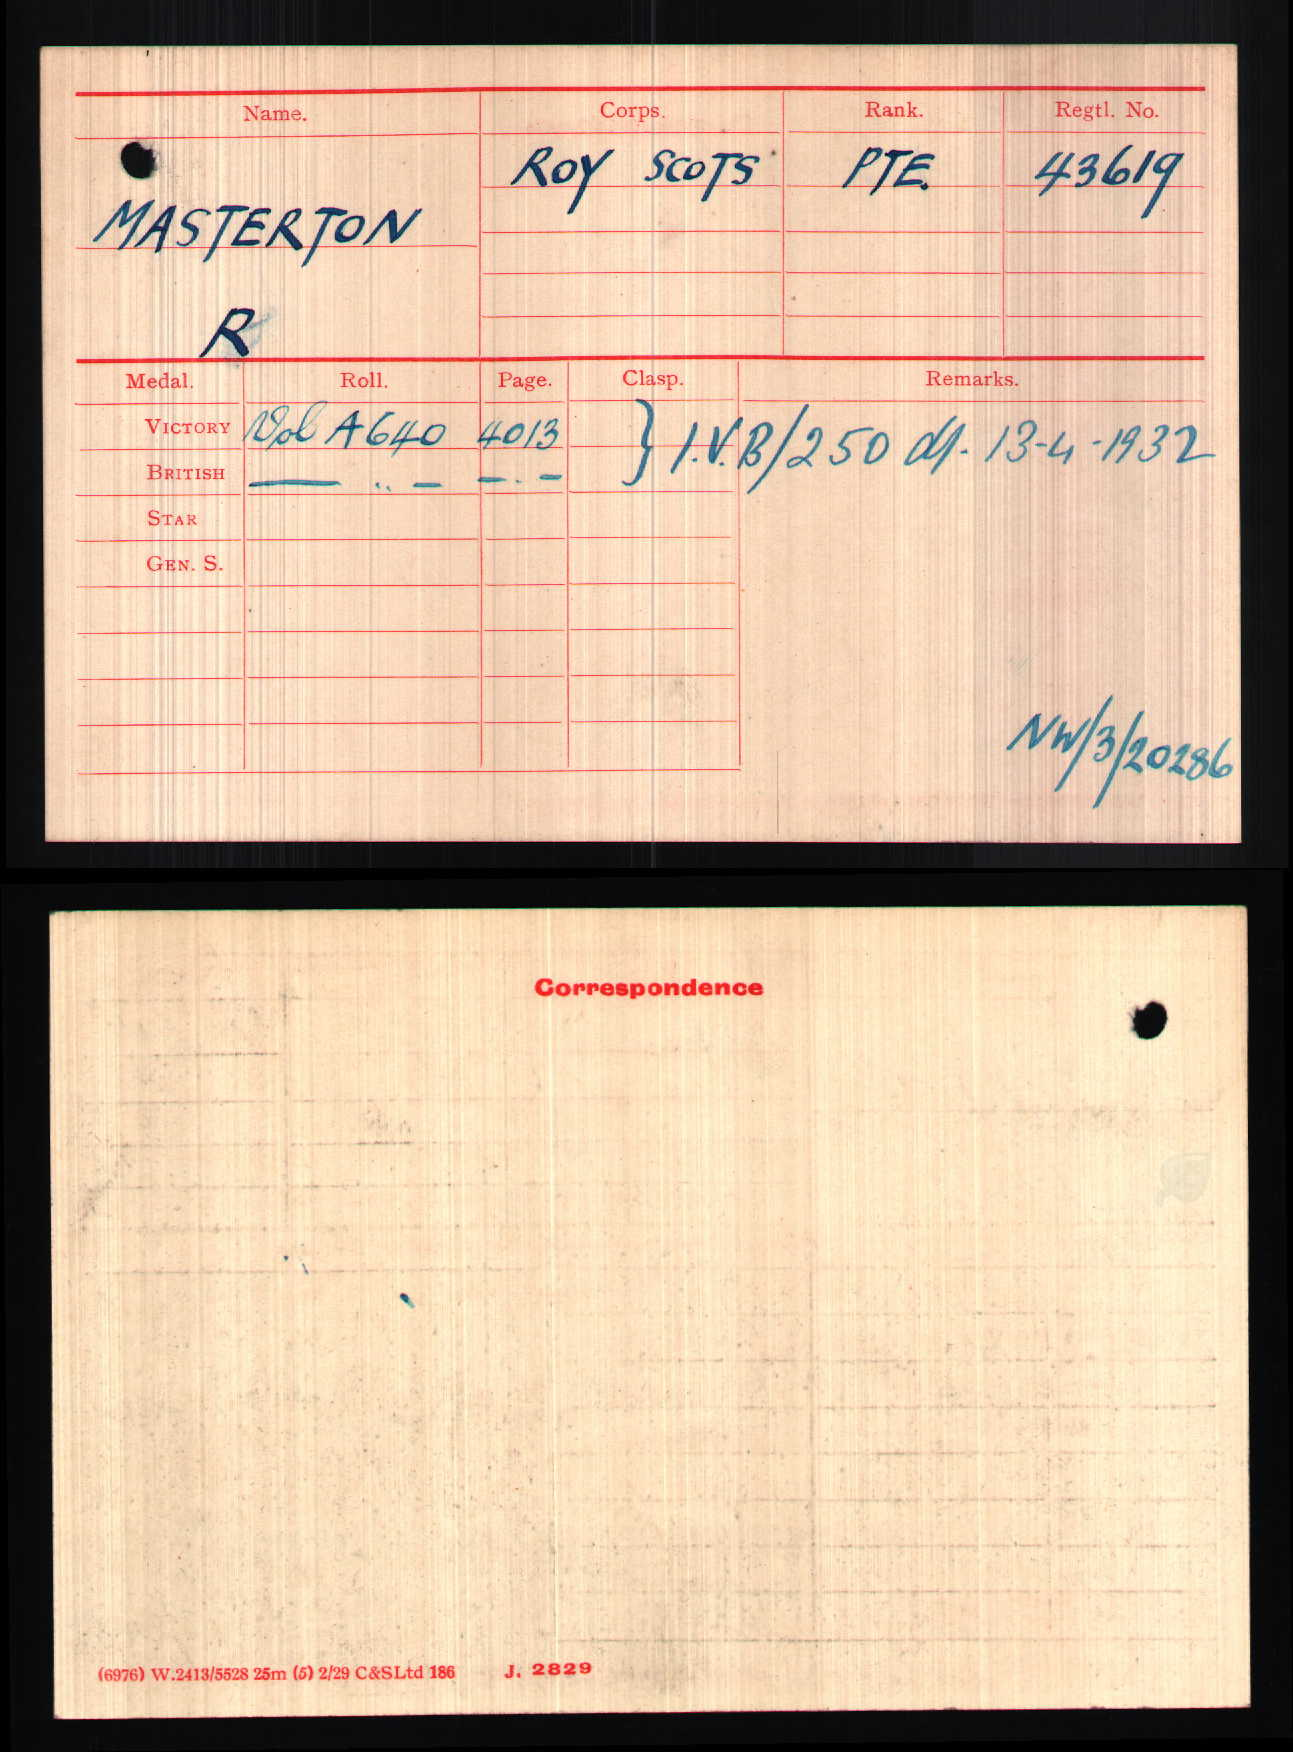 Name. Corps. Rank. Regtl. No.
ROY SCOTS PTE. 43619
MASTERTON
R
Medal. Roll. Page. Clasp. Remarks.
VICTORY Vol A640 4013 } I.V.B/250 dt. 13-4-1932
BRITISH — „ — — . —
STAR
GEN. S.
NW/3/20286
Correspondence
(6976) W.2413/5528 25m (5) 2/29 C&SLtd 186 J. 2829